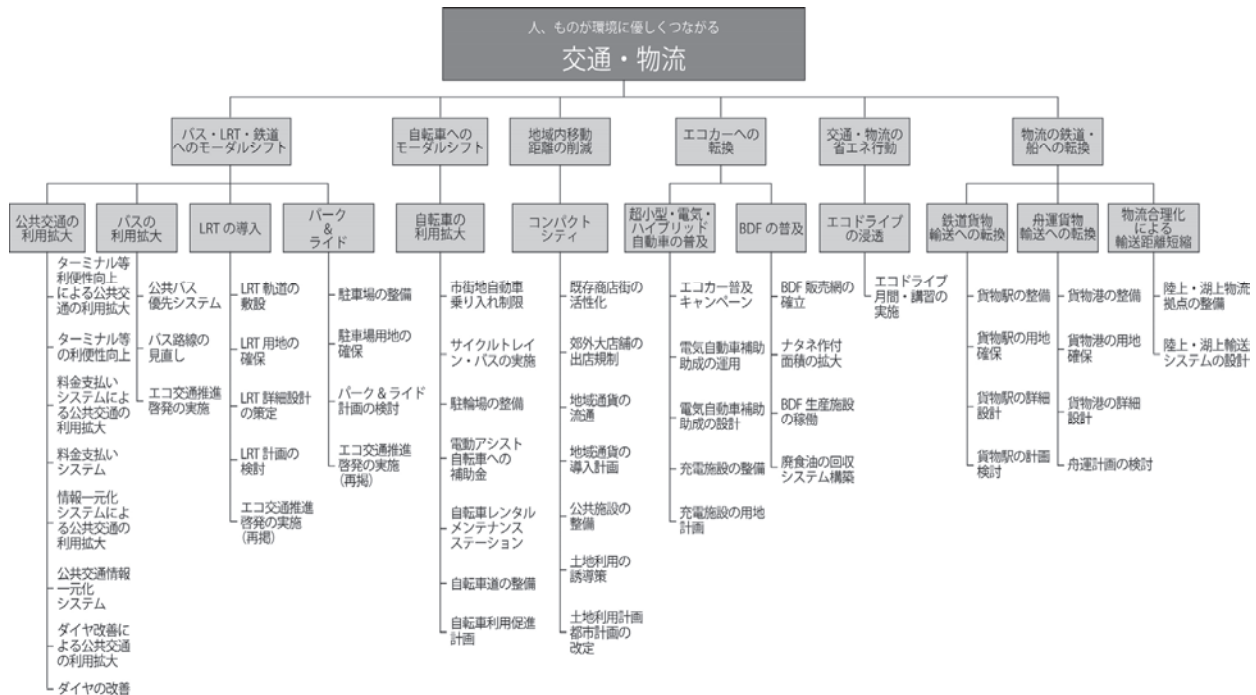 人、ものが環境に優しくつながる
交通・物流
バス・LRT・鉄道
へのモーダルシフト
自転車への
モーダルシフト
地域内移動
距離の削減
エコカーへの
転換
交通・物流の
省エネ行動
物流の鉄道・
船への転換
公共交通の
利用拡大
ターミナル等
利便性向上
による公共交
通の利用拡大
ターミナル等
の利便性向上
料金支払い
システムによ
る公共交通の
利用拡大
料金支払い
システム
情報一元化
システムによ
る公共交通の
利用拡大
公共交通情報
一元化
システム
ダイヤ改善に
よる公共交通
の利用拡大
ダイヤの改善
バスの
利用拡大
公共バス
優先システム
バス路線の
見直し
エコ交通推進
啓発の実施
LRT の導入
LRT 軌道の
敷設
LRT 用地の
確保
LRT 詳細設計
の策定
LRT 計画の
検討
エコ交通推進
啓発の実施
(再掲)
パーク
&
ライド
駐車場の整備
駐車場用地の
確保
パーク & ライド
計画の検討
エコ交通推進
啓発の実施
(再掲)
自転車の
利用拡大
市街地自動車
乗り入れ制限
サイクルトレイ
ン・バスの実施
駐輪場の整備
電動アシスト
自転車への
補助金
自転車レンタル
メンテナンス
ステーション
自転車道の整備
自転車利用促進
計画
コンパクト
シティ
既存商店街の
活性化
郊外大店舗の
出店規制
地域通貨の
流通
地域通貨の
導入計画
公共施設の
整備
土地利用の
誘導策
土地利用計画
都市計画の
改定
超小型・電気・
ハイブリッド
自動車の普及
エコカー普及
キャンペーン
電気自動車補助
助成の運用
電気自動車補助
助成の設計
充電施設の整備
充電施設の用地
計画
BDF の普及
BDF 販売網の
確立
ナタネ作付
面積の拡大
BDF 生産施設
の稼働
廃食油の回収
システム構築
エコドライブ
の浸透
エコドライブ
月間・講習の
実施
鉄道貨物
輸送への転換
貨物駅の整備
貨物駅の用地
確保
貨物駅の詳細
設計
貨物駅の計画
検討
舟運貨物
輸送への転換
貨物港の整備
貨物港の用地
確保
貨物港の詳細
設計
舟運計画の検討
物流合理化
による
輸送距離短縮
陸上・湖上物流
拠点の整備
陸上・湖上輸送
システムの設計